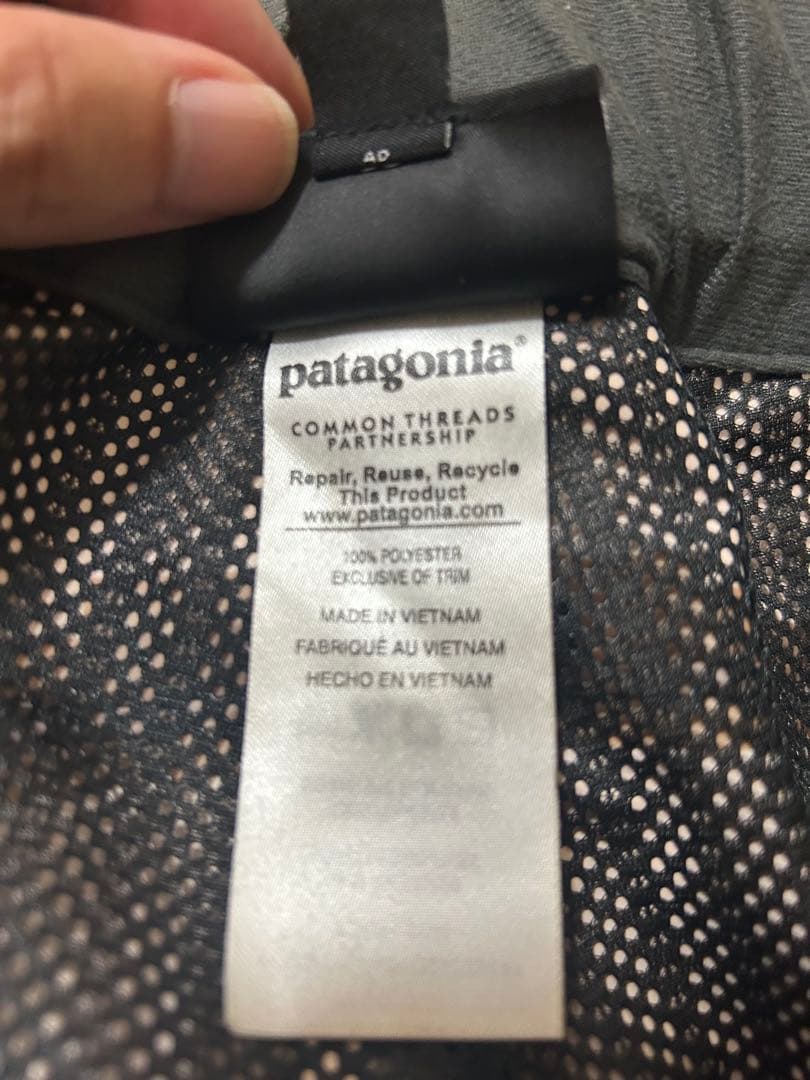 AD
patagonia®
COMMON THREADS
PARTNERSHIP
Repair, Reuse, Recycle
This Product
www.patagonia.com
100% POLYESTER
EXCLUSIVE OF TRIM
MADE IN VIETNAM
FABRIQUÉ AU VIETNAM
HECHO EN VIETNAM